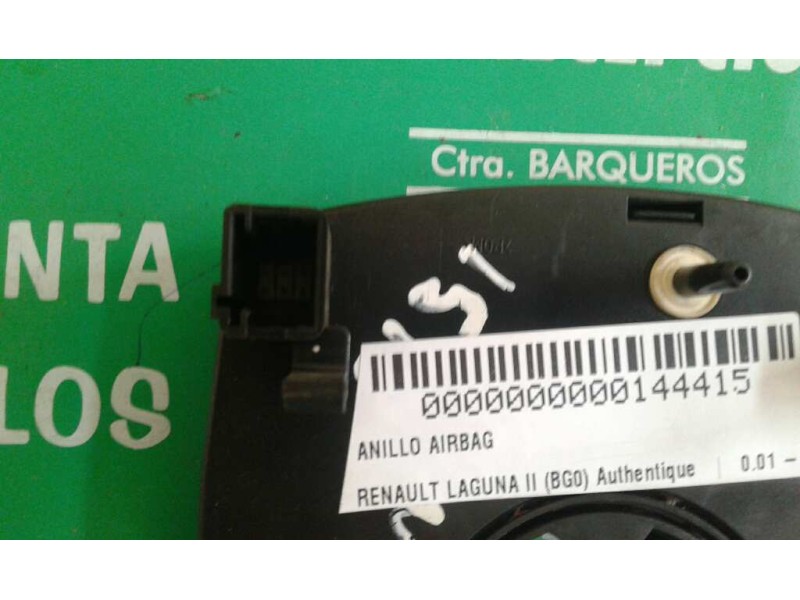 Ctra. BARQUEROS
NTA
LOS
0000000000144415
ANILLO AIRBAG
RENAULT LAGUNA II (BG0) Authentique | 0.01 –